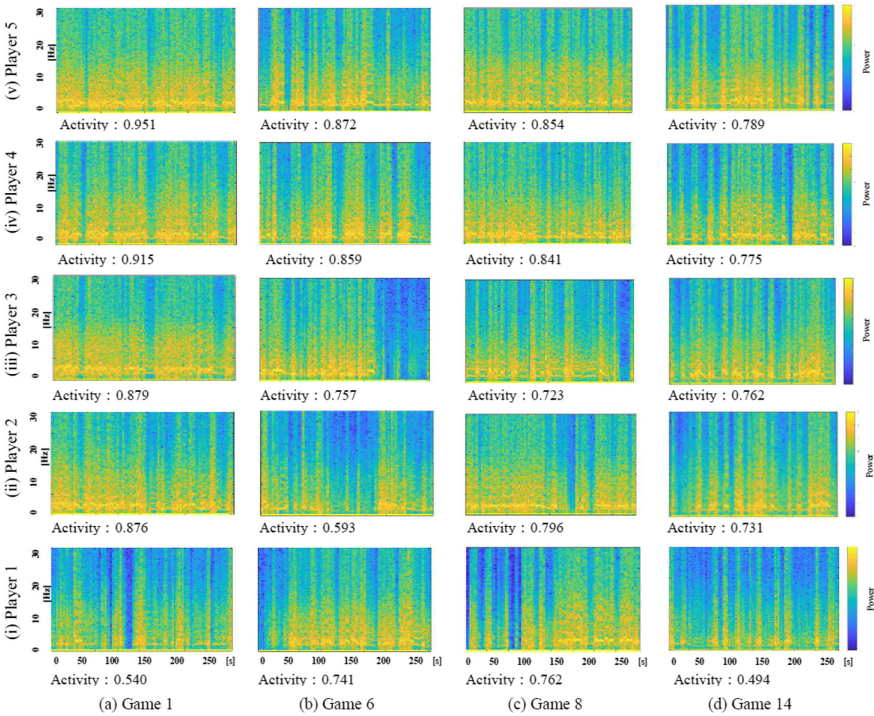 (v) Player 5
30
20
10
0
[Hz]
Power
Activity：0.951
Activity：0.872
Activity：0.854
Activity：0.789
(iv) Player 4
30
20
10
0
[Hz]
Power
Activity：0.915
Activity：0.859
Activity：0.841
Activity：0.775
(iii) Player 3
30
20
10
0
[Hz]
Power
Activity：0.879
Activity：0.757
Activity：0.723
Activity：0.762
(ii) Player 2
30
20
10
0
[Hz]
Power
Activity：0.876
Activity：0.593
Activity：0.796
Activity：0.731
(i) Player 1
30
20
10
0
[Hz]
Power
0 50 100 150 200 250 [s]
0 50 100 150 200 250 [s]
0 50 100 150 200 250 [s]
0 50 100 150 200 250 [s]
Activity：0.540
Activity：0.741
Activity：0.762
Activity：0.494
(a) Game 1
(b) Game 6
(c) Game 8
(d) Game 14